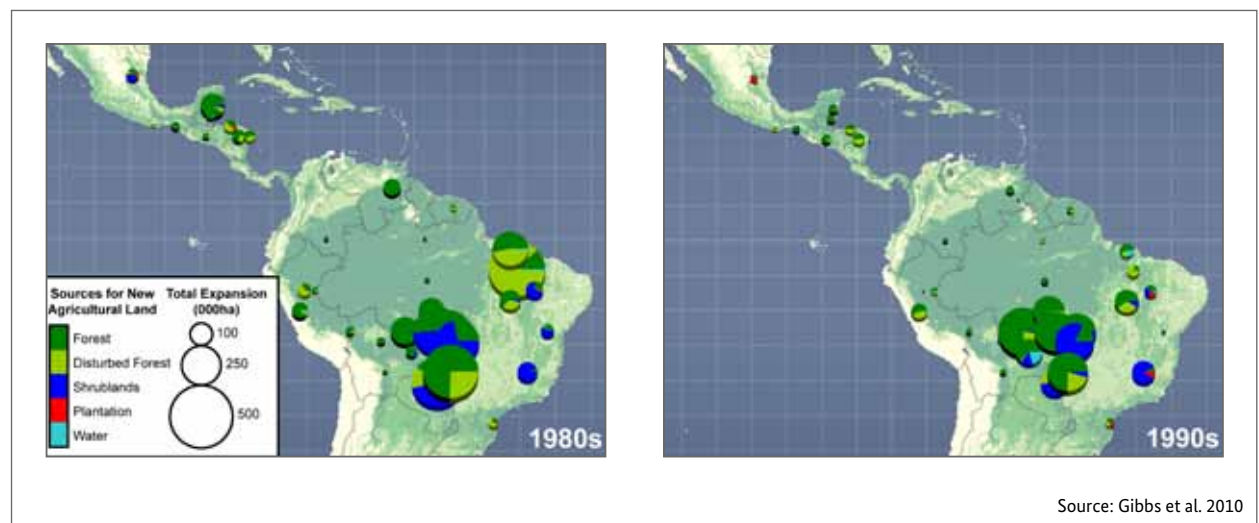 Sources for New Agricultural Land
Total Expansion (000ha)
Forest
Disturbed Forest
Shrublands
Plantation
Water
100
250
500
1980s
1990s
Source: Gibbs et al. 2010